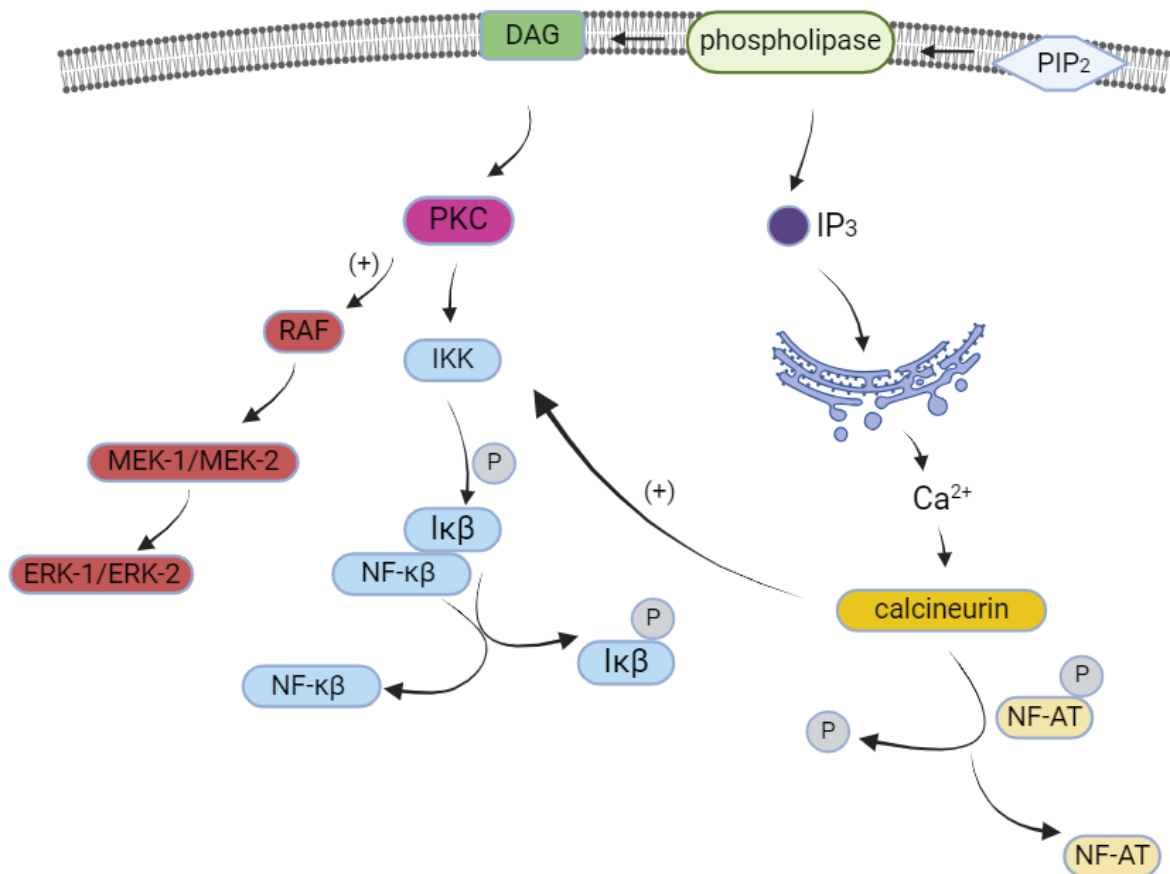 DAG
phospholipase
PIP₂
PKC
IP₃
(+)
RAF
IKK
MEK-1/MEK-2
P
(+)
Ca²⁺
Iκβ
ERK-1/ERK-2
NF-κβ
calcineurin
P
Iκβ
P
NF-κβ
NF-AT
P
NF-AT